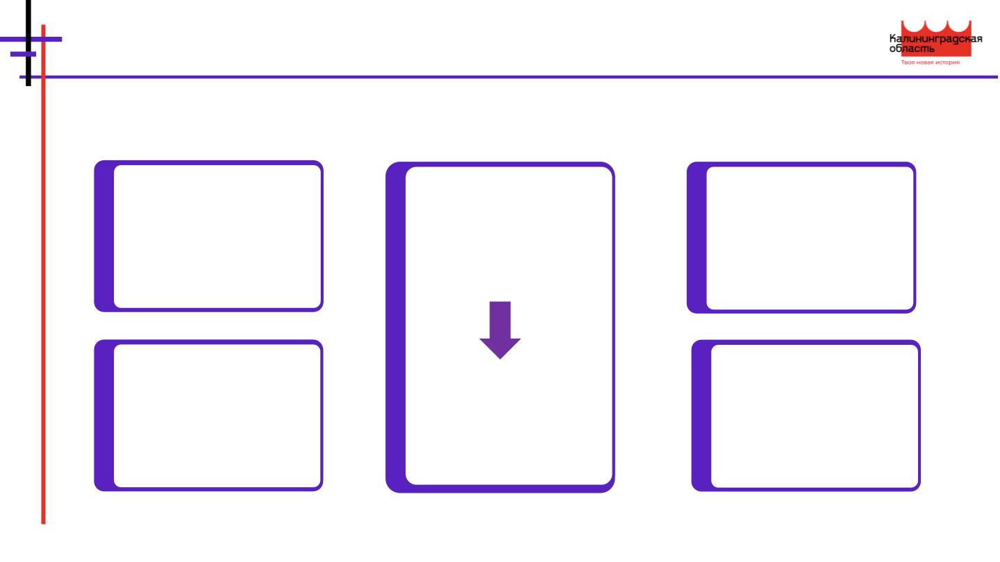 Калининградская
область
Твоя новая история